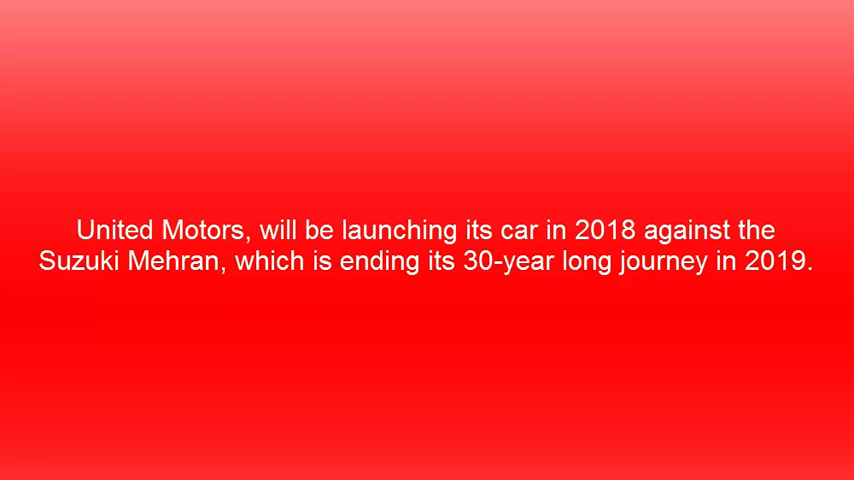 United Motors, will be launching its car in 2018 against the
Suzuki Mehran, which is ending its 30-year long journey in 2019.